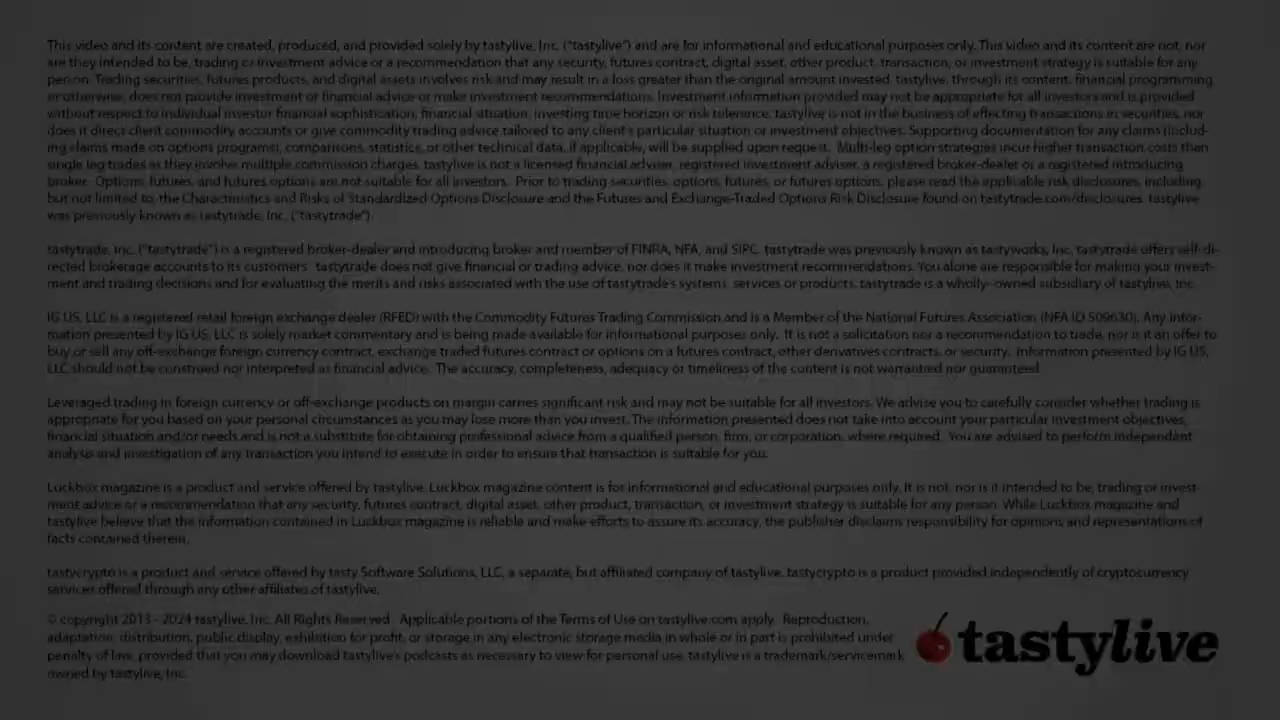 This video and its content are created, produced, and provided solely by tastylive, Inc. ("tastylive") and are for informational and educational purposes only. This video and its content are not, nor
are they intended to be, trading or investment advice or a recommendation that any security, futures contract, digital asset, other product, transaction, or investment strategy is suitable for any
person. Trading securities, futures products, and digital assets involves risk and may result in a loss greater than the original amount invested. tastylive, through its content, financial programming
or otherwise, does not provide investment or financial advice or make investment recommendations. Investment information provided may not be appropriate for all investors and is provided
without respect to individual investor financial sophistication, financial situation, investing time horizon or risk tolerance. tastylive is not in the business of effecting transactions in securities, nor
does it direct client commodity accounts or give commodity trading advice tailored to any client's particular situation or investment objectives. Supporting documentation for any claims (includ-
ing claims made on options programs), comparisons, statistics, or other technical data, if applicable, will be supplied upon request. Multi-leg option strategies incur higher transaction costs than
single leg trades as they involve multiple commission charges. tastylive is not a licensed financial adviser, registered investment adviser, a registered broker-dealer or a registered introducing
broker. Options, futures, and futures options are not suitable for all investors. Prior to trading securities, options, futures, or futures options, please read the applicable risk disclosures, including
but not limited to, the Characteristics and Risks of Standardized Options Disclosure and the Futures and Exchange-Traded Options Risk Disclosure found on tastytrade.com/disclosures. tastylive
was previously known as tastytrade, Inc. ("tastytrade").
tastytrade, Inc. ("tastytrade") is a registered broker-dealer and introducing broker and member of FINRA, NFA, and SIPC. tastytrade was previously known as tastyworks, Inc. tastytrade offers self-di-
rected brokerage accounts to its customers. tastytrade does not give financial or trading advice, nor does it make investment recommendations. You alone are responsible for making your invest-
ment and trading decisions and for evaluating the merits and risks associated with the use of tastytrade's systems, services or products. tastytrade is a wholly- owned subsidiary of tastylive, Inc.
IG US, LLC is a registered retail foreign exchange dealer (RFED) with the Commodity Futures Trading Commission and is a Member of the National Futures Association (NFA ID 509630). Any infor-
mation presented by IG US, LLC is solely market commentary and is being made available for informational purposes only. It is not a solicitation nor a recommendation to trade, nor is it an offer to
buy or sell any off-exchange foreign currency contract, exchange traded futures contract or options on a futures contract, other derivatives contracts, or security. Information presented by IG US,
LLC should not be construed nor interpreted as financial advice. The accuracy, completeness, adequacy or timeliness of the content is not warranted nor guaranteed.
Leveraged trading in foreign currency or off-exchange products on margin carries significant risk and may not be suitable for all investors. We advise you to carefully consider whether trading is
appropriate for you based on your personal circumstances as you may lose more than you invest. The information presented does not take into account your particular investment objectives,
financial situation and/or needs and is not a substitute for obtaining professional advice from a qualified person, firm, or corporation, where required. You are advised to perform independent
analysis and investigation of any transaction you intend to execute in order to ensure that transaction is suitable for you.
Luckbox magazine is a product and service offered by tastylive. Luckbox magazine content is for informational and educational purposes only. It is not, nor is it intended to be, trading or invest-
ment advice or a recommendation that any security, futures contract, digital asset, other product, transaction, or investment strategy is suitable for any person. While Luckbox magazine and
tastylive believe that the information contained in Luckbox magazine is reliable and make efforts to assure its accuracy, the publisher disclaims responsibility for opinions and representations of
facts contained therein.
tastycrypto is a product and service offered by tasty Software Solutions, LLC, a separate, but affiliated company of tastylive. tastycrypto is a product provided independently of cryptocurrency
services offered through any other affiliates of tastylive.
© copyright 2013 - 2024 tastylive, Inc. All Rights Reserved. Applicable portions of the Terms of Use on tastylive.com apply. Reproduction,
adaptation, distribution, public display, exhibition for profit, or storage in any electronic storage media in whole or in part is prohibited under
penalty of law, provided that you may download tastylive's podcasts as necessary to view for personal use. tastylive is a trademark/servicemark
owned by tastylive, Inc.
tastylive